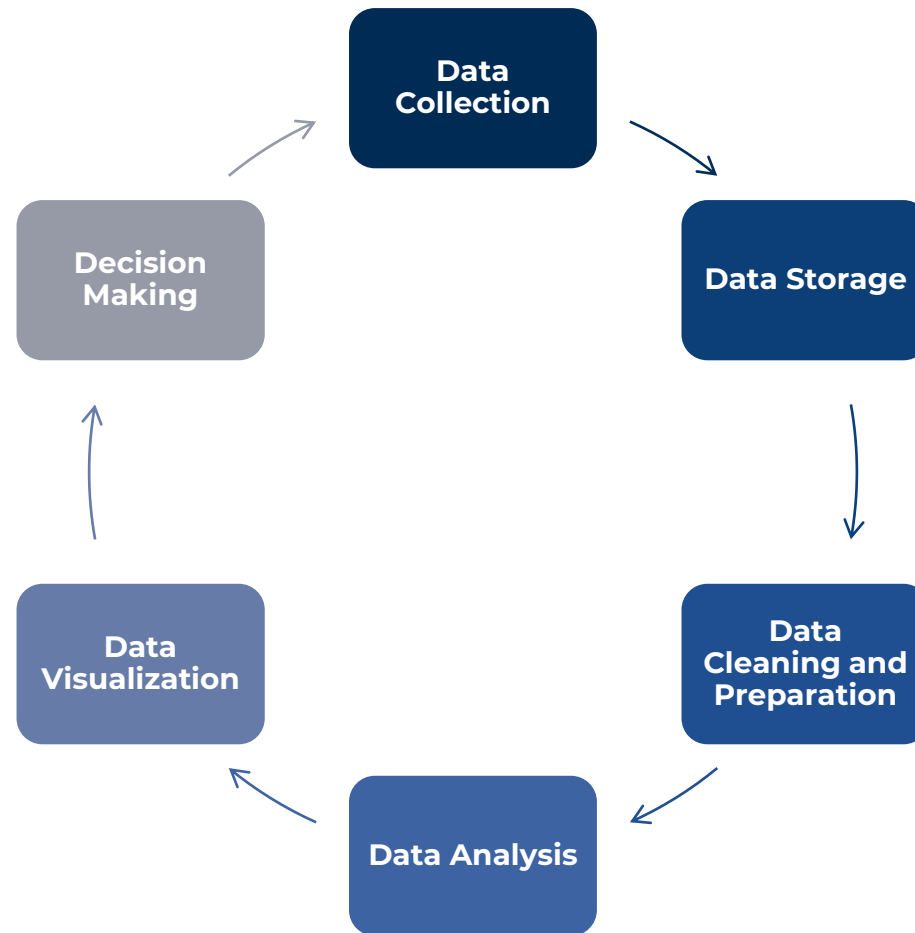 Data
Collection
Data Storage
Data
Cleaning and
Preparation
Data Analysis
Data
Visualization
Decision
Making